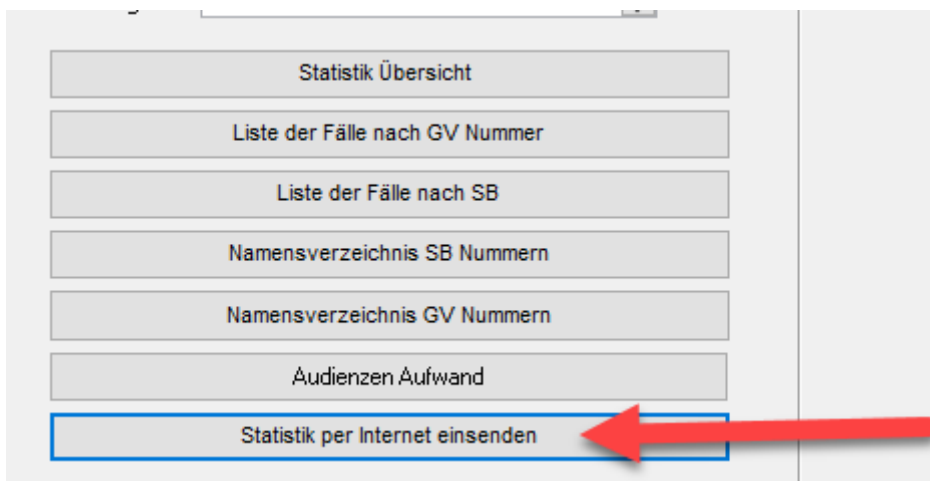 Statistik Übersicht
Liste der Fälle nach GV Nummer
Liste der Fälle nach SB
Namensverzeichnis SB Nummern
Namensverzeichnis GV Nummern
Audienzen Aufwand
Statistik per Internet einsenden